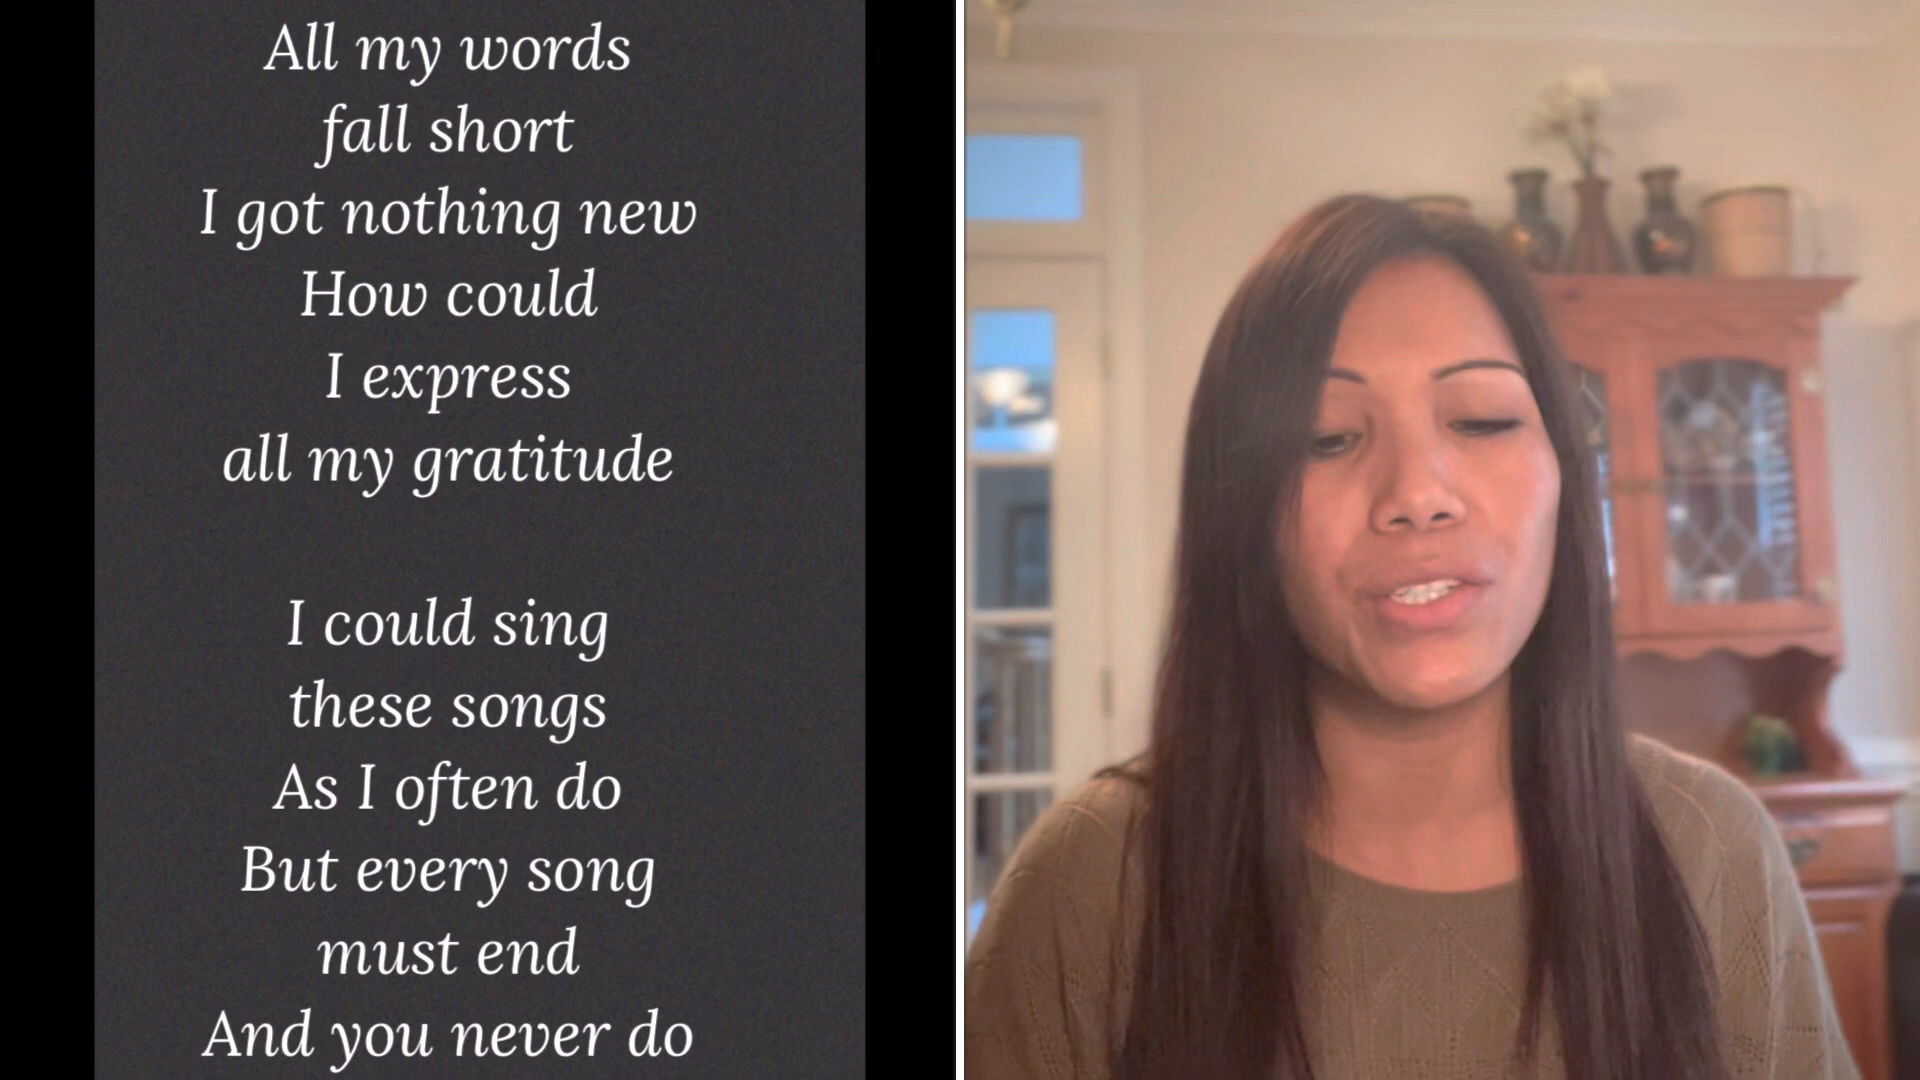 All my words
fall short
I got nothing new
How could
I express
all my gratitude
I could sing
these songs
As I often do
But every song
must end
And you never do